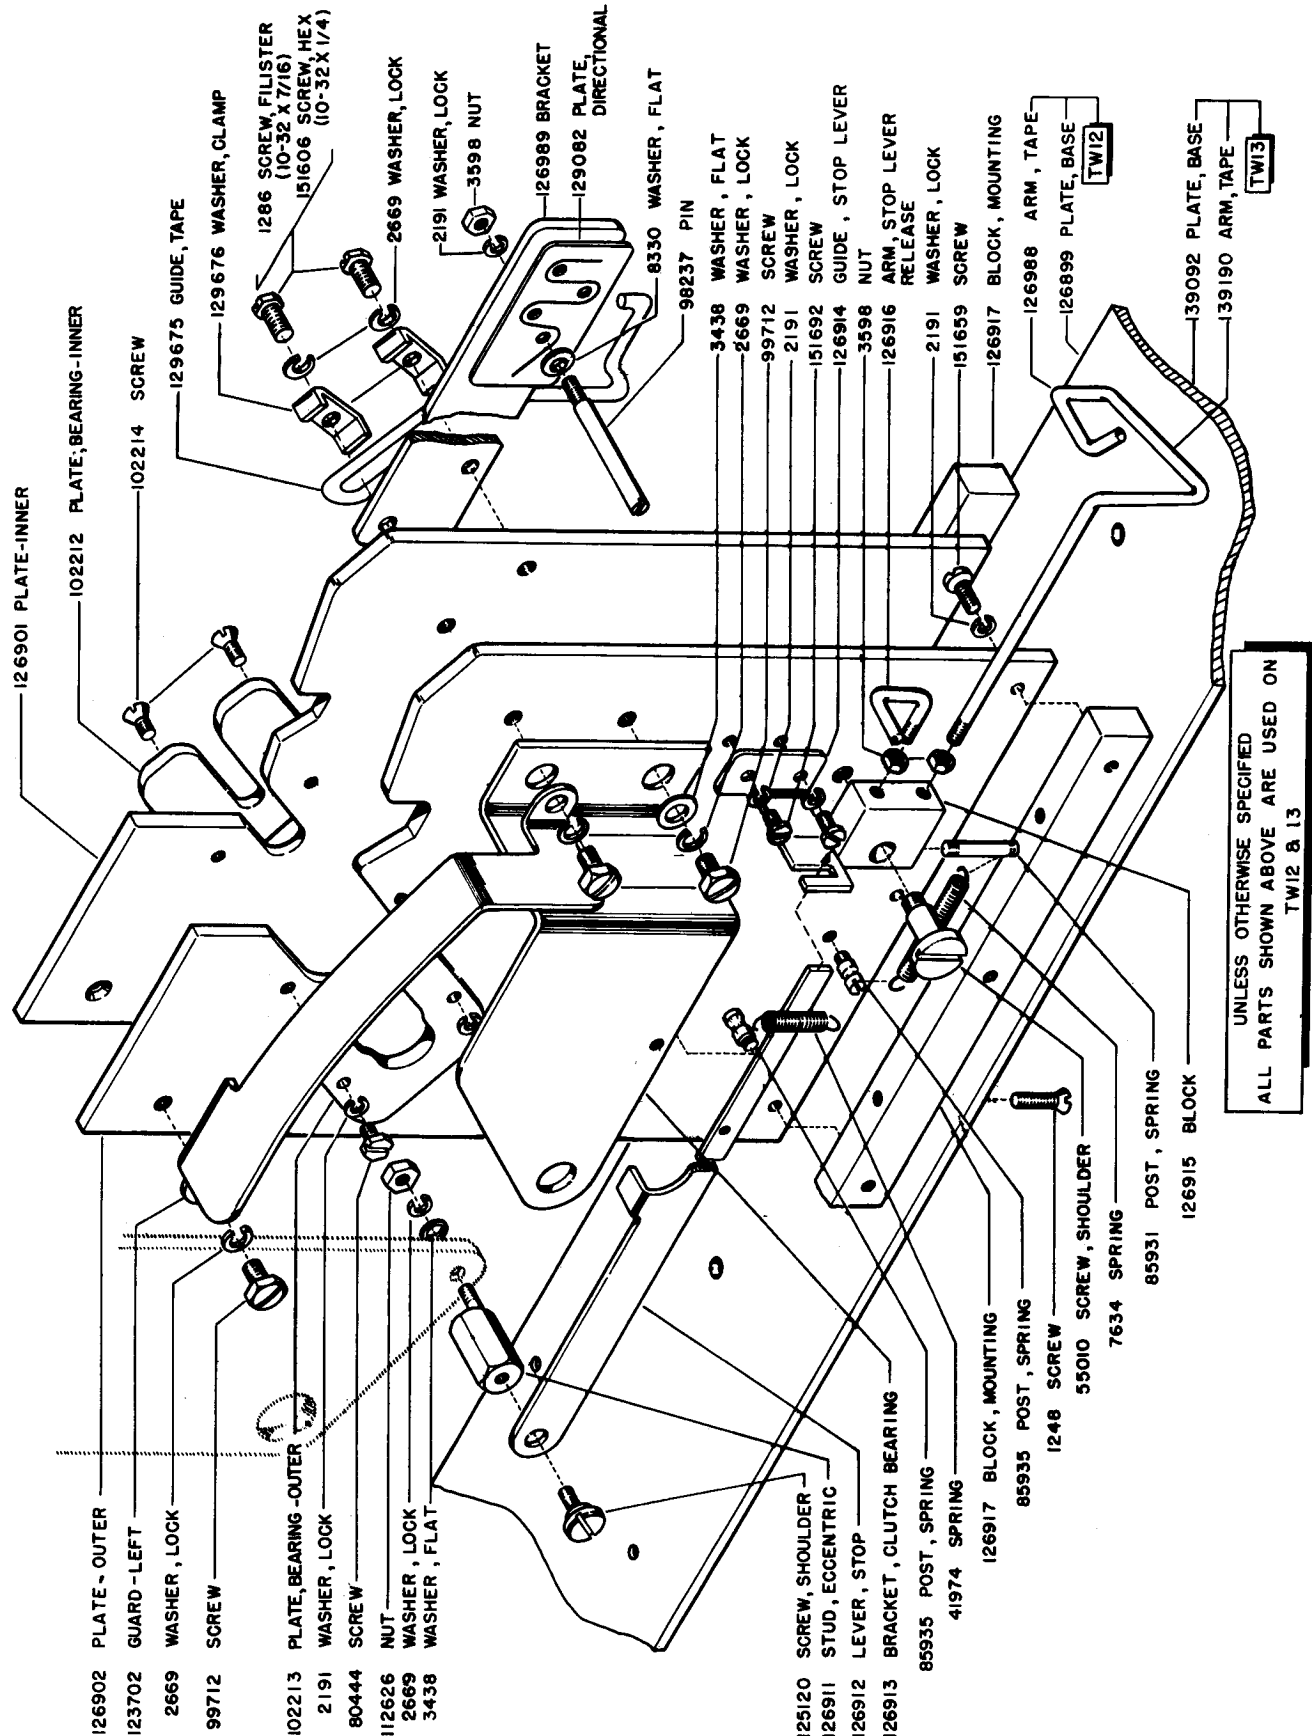 126901 PLATE-INNER
102212 PLATE, BEARING-INNER
102214 SCREW
129675 GUIDE, TAPE
129676 WASHER, CLAMP
1286 SCREW, FILISTER
(10-32 X 7/16)
151606 SCREW, HEX
(10-32 X 1/4)
2669 WASHER, LOCK
2191 WASHER, LOCK
3598 NUT
126989 BRACKET
129082 PLATE,
DIRECTIONAL
8330 WASHER, FLAT
98237 PIN
3438 WASHER, FLAT
2669 WASHER, LOCK
99712 SCREW
2191 WASHER, LOCK
151692 SCREW
126914 GUIDE, STOP LEVER
3598 NUT
126916 ARM, STOP LEVER
RELEASE
2191 WASHER, LOCK
151659 SCREW
126917 BLOCK, MOUNTING
126988 ARM, TAPE
126899 PLATE, BASE
TW12
139092 PLATE, BASE
139190 ARM, TAPE
TW13
126902 PLATE-OUTER
123702 GUARD-LEFT
2669 WASHER, LOCK
99712 SCREW
102213 PLATE, BEARING-OUTER
2191 WASHER, LOCK
80444 SCREW
112626 NUT
2669 WASHER, LOCK
3438 WASHER, FLAT
125120 SCREW, SHOULDER
126911 STUD, ECCENTRIC
126912 LEVER, STOP
126913 BRACKET, CLUTCH BEARING
85935 POST, SPRING
41974 SPRING
126917 BLOCK, MOUNTING
85935 POST, SPRING
1248 SCREW
55010 SCREW, SHOULDER
7634 SPRING
85931 POST, SPRING
126915 BLOCK
UNLESS OTHERWISE SPECIFIED
ALL PARTS SHOWN ABOVE ARE USED ON
TW12 & 13